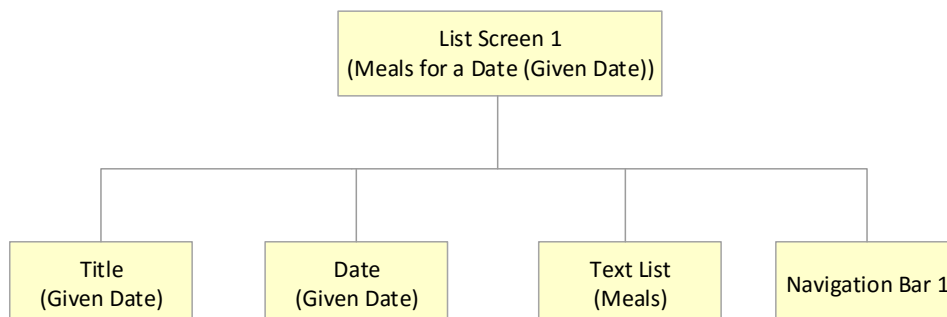 List Screen 1
(Meals for a Date (Given Date))
Title
(Given Date)
Date
(Given Date)
Text List
(Meals)
Navigation Bar 1